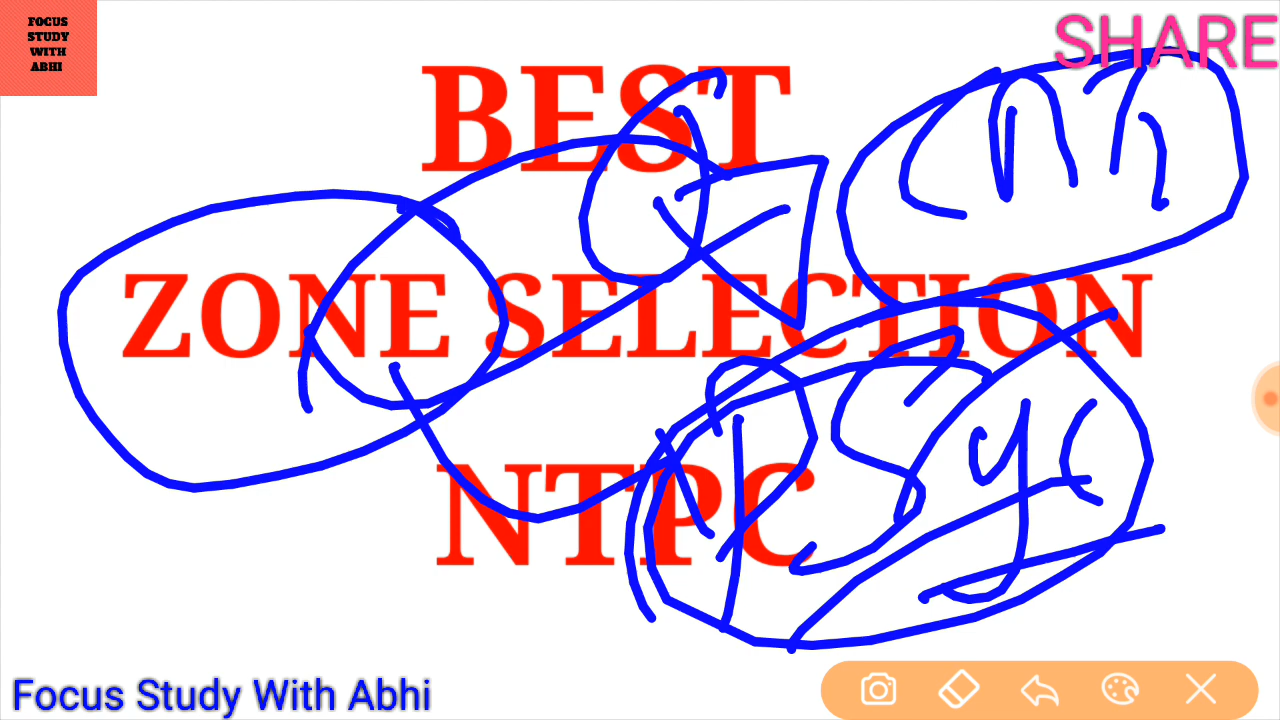 FOCUS
STUDY
WITH
ABHI
SHARE
BEST
ZONE SELECTION
NTPC
Focus Study With Abhi